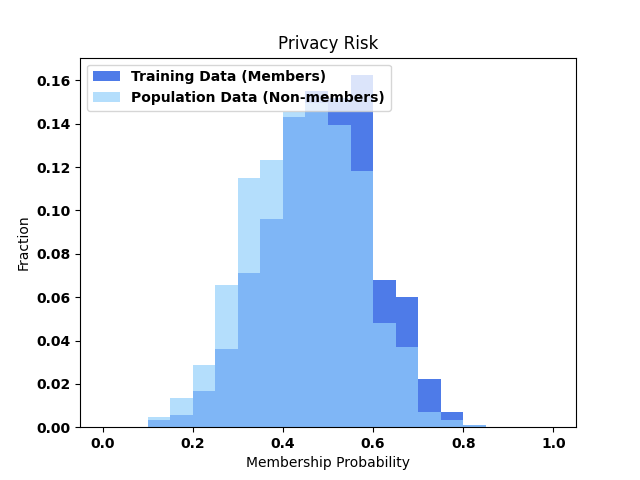 Privacy Risk
Training Data (Members)
Population Data (Non-members)
Fraction
0.16
0.14
0.12
0.10
0.08
0.06
0.04
0.02
0.00
0.0 0.2 0.4 0.6 0.8 1.0
Membership Probability